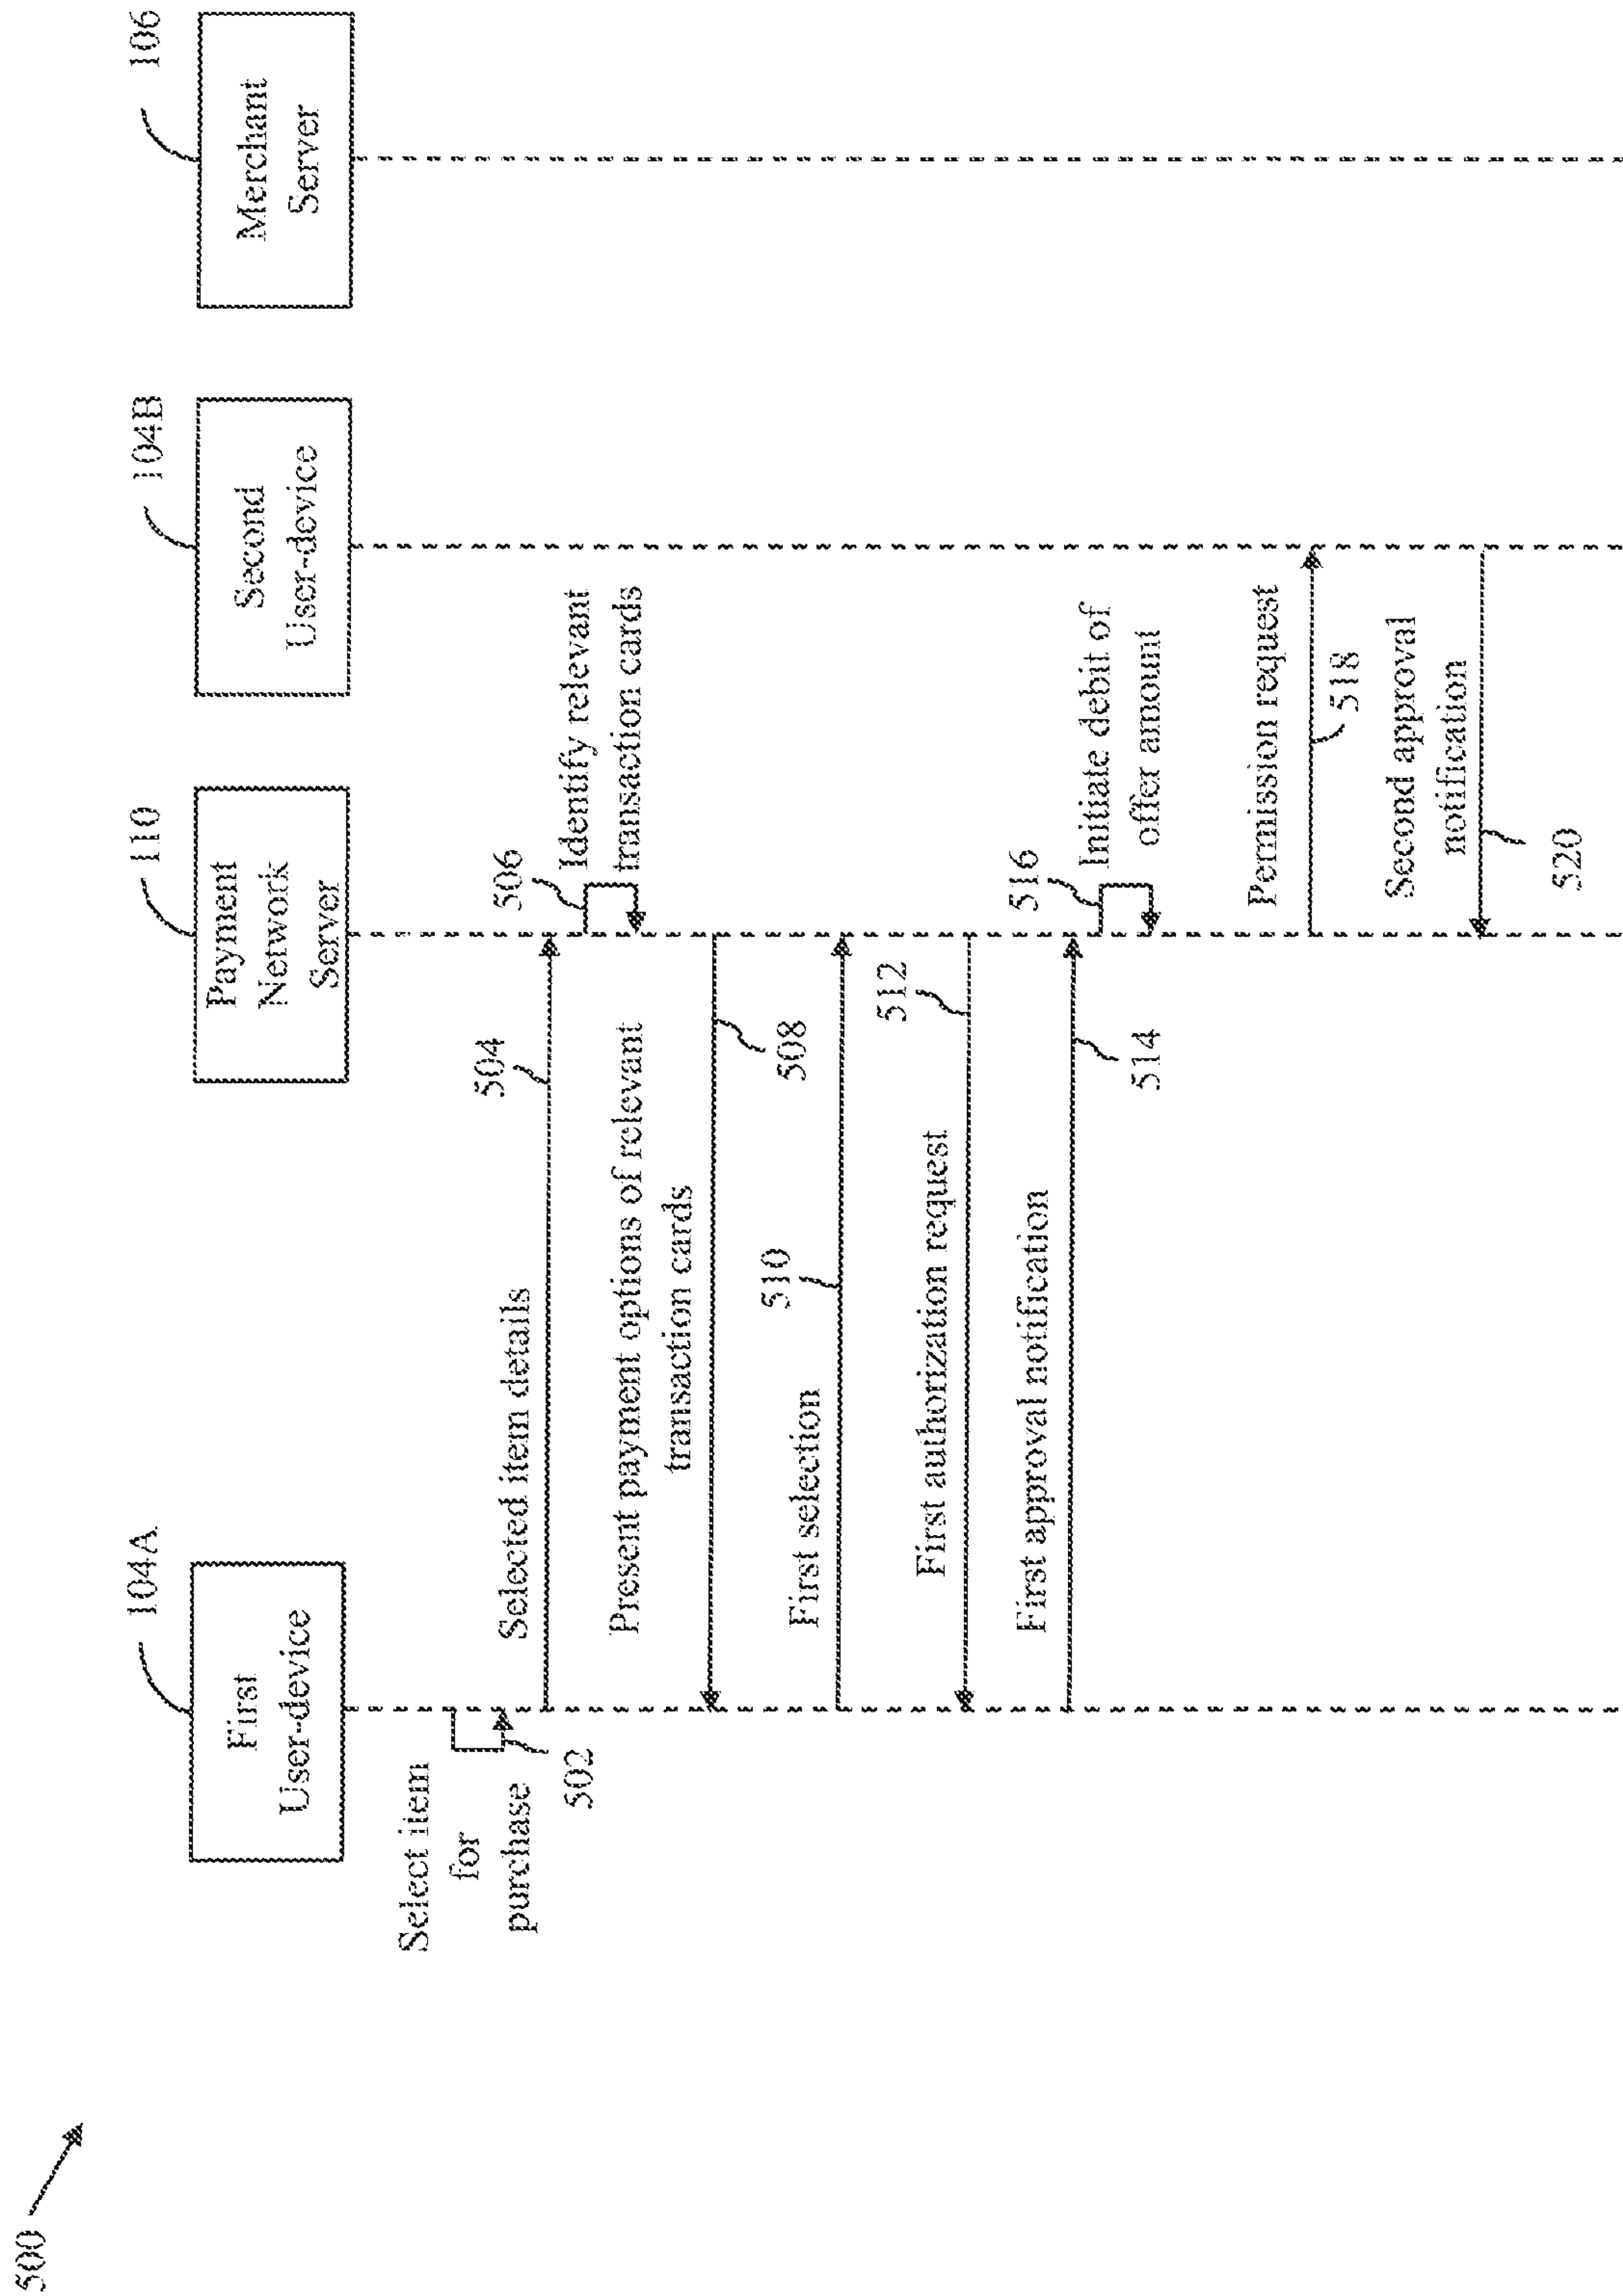 500
104A
First
User-device
110
Payment
Network
Server
104B
Second
User-device
106
Merchant
Server
Select item
for
purchase
502
Selected item details
504
506
Identify relevant
transaction cards
Present payment options of relevant
transaction cards
508
First selection
510
First authorization request
512
First approval notification
514
516
Initiate debit of
offer amount
Permission request
518
Second approval
notification
520